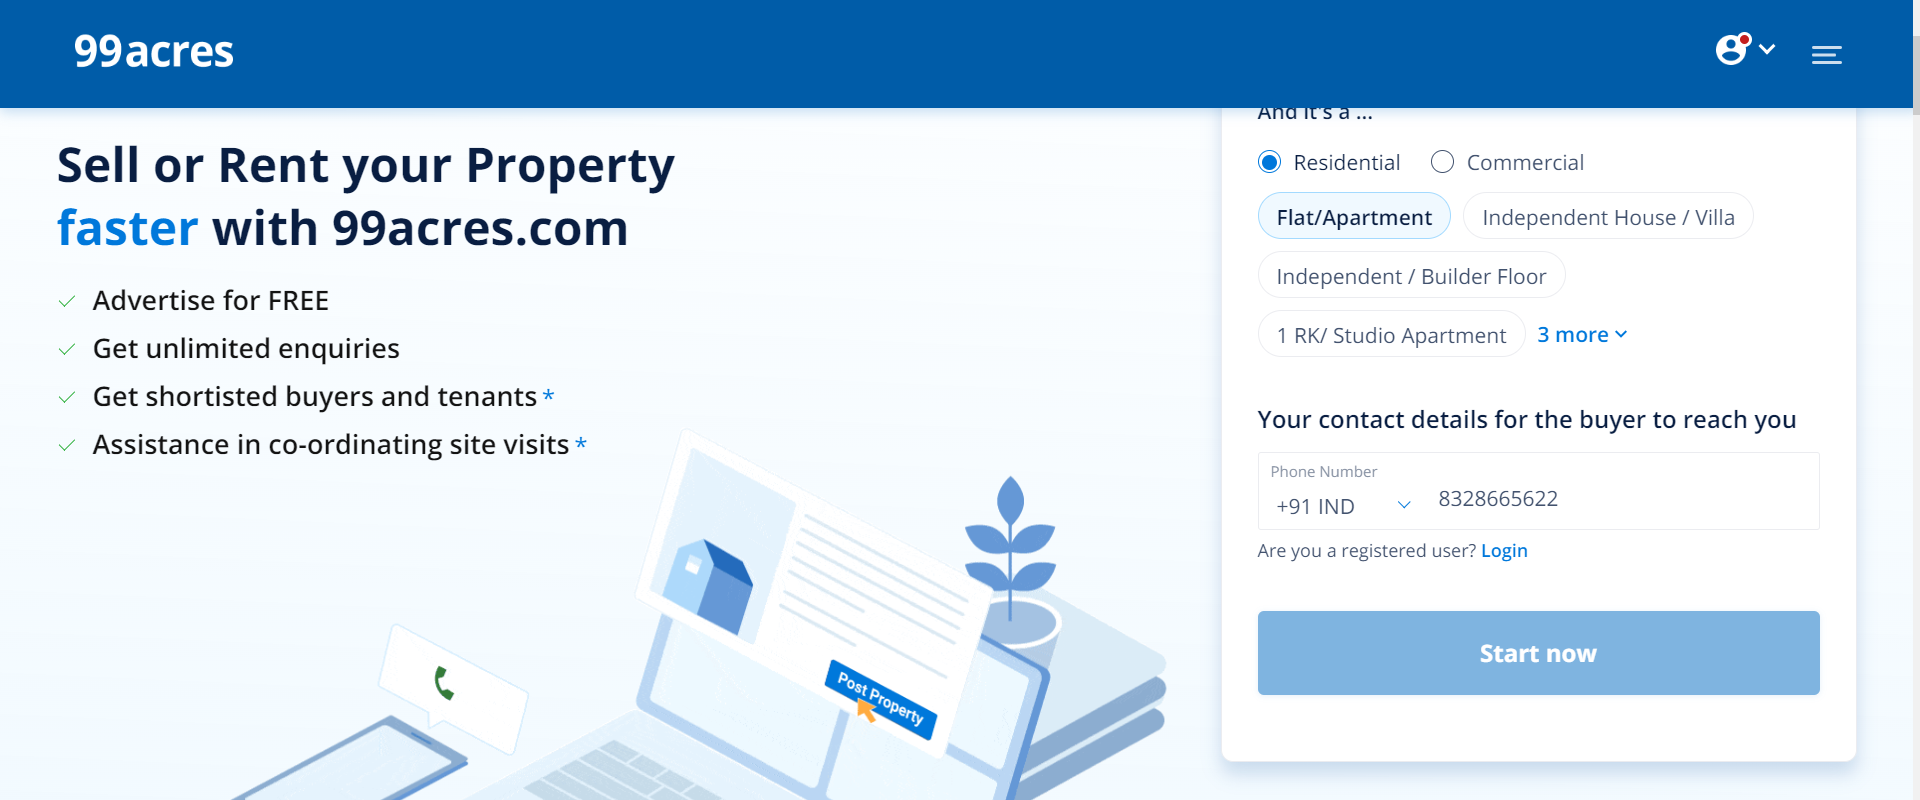 99acres
Sell or Rent your Property
faster with 99acres.com
Advertise for FREE
Get unlimited enquiries
Get shortisted buyers and tenants *
Assistance in co-ordinating site visits *
Post Property
And it's a ...
Residential
Commercial
Flat/Apartment
Independent House / Villa
Independent / Builder Floor
1 RK/ Studio Apartment
3 more
Your contact details for the buyer to reach you
Phone Number
+91 IND
8328665622
Are you a registered user? Login
Start now